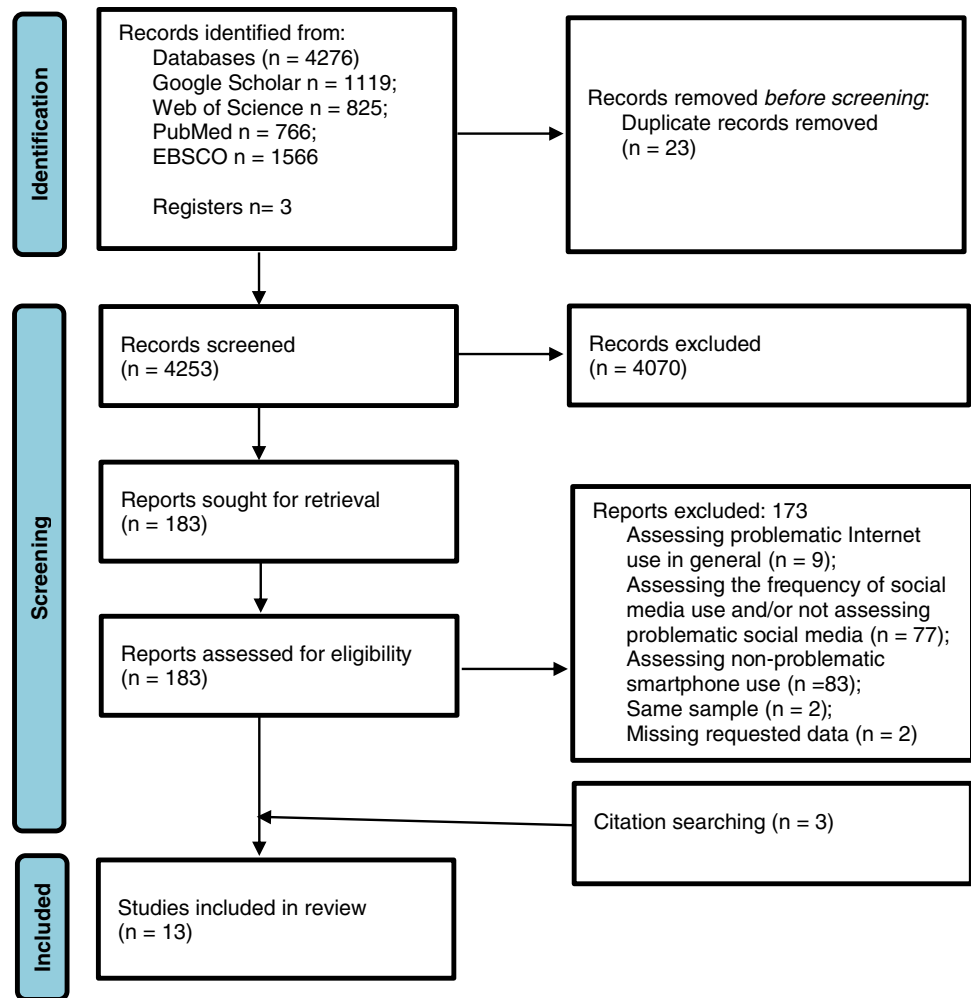 Identification
Records identified from:
Databases (n = 4276)
Google Scholar n = 1119;
Web of Science n = 825;
PubMed n = 766;
EBSCO n = 1566
Registers n= 3
Records removed before screening:
Duplicate records removed
(n = 23)
Screening
Records screened
(n = 4253)
Records excluded
(n = 4070)
Reports sought for retrieval
(n = 183)
Reports assessed for eligibility
(n = 183)
Reports excluded: 173
Assessing problematic Internet
use in general (n = 9);
Assessing the frequency of social
media use and/or not assessing
problematic social media (n = 77);
Assessing non-problematic
smartphone use (n =83);
Same sample (n = 2);
Missing requested data (n = 2)
Citation searching (n = 3)
Included
Studies included in review
(n = 13)